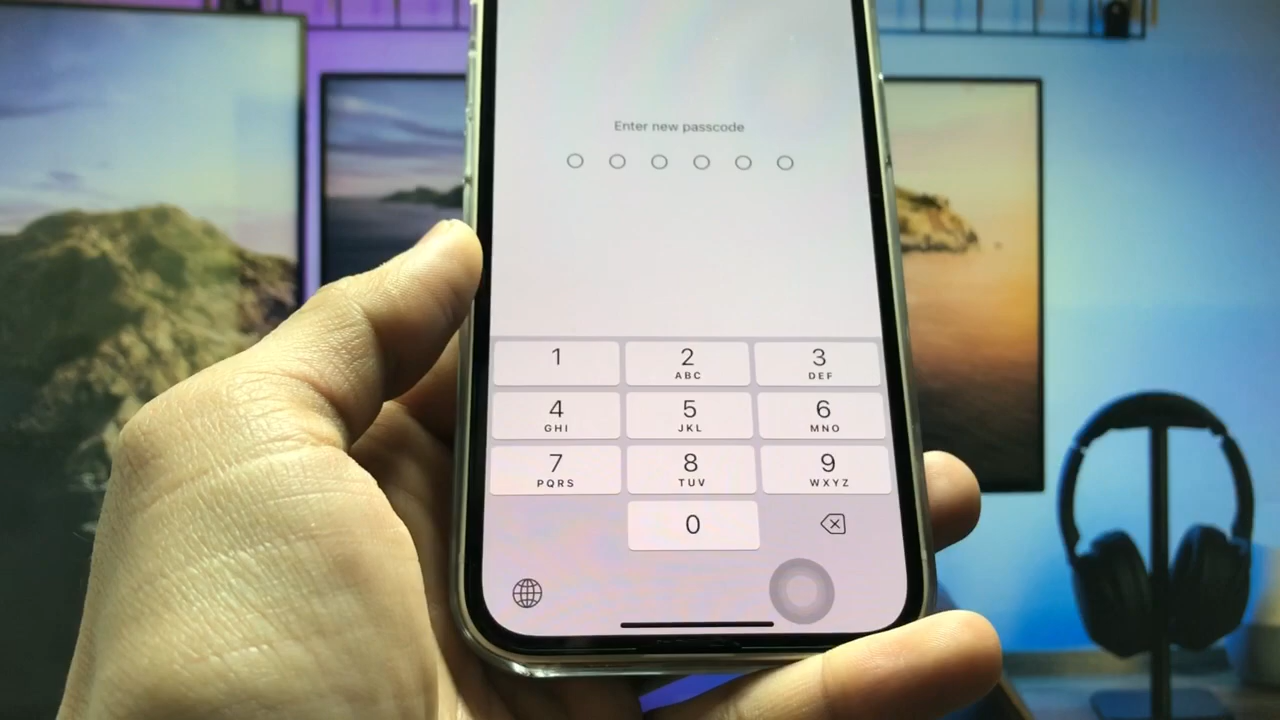 Enter new passcode
1
2
ABC
3
DEF
4
GHI
5
JKL
6
MNO
7
PQRS
8
TUV
9
WXYZ
0